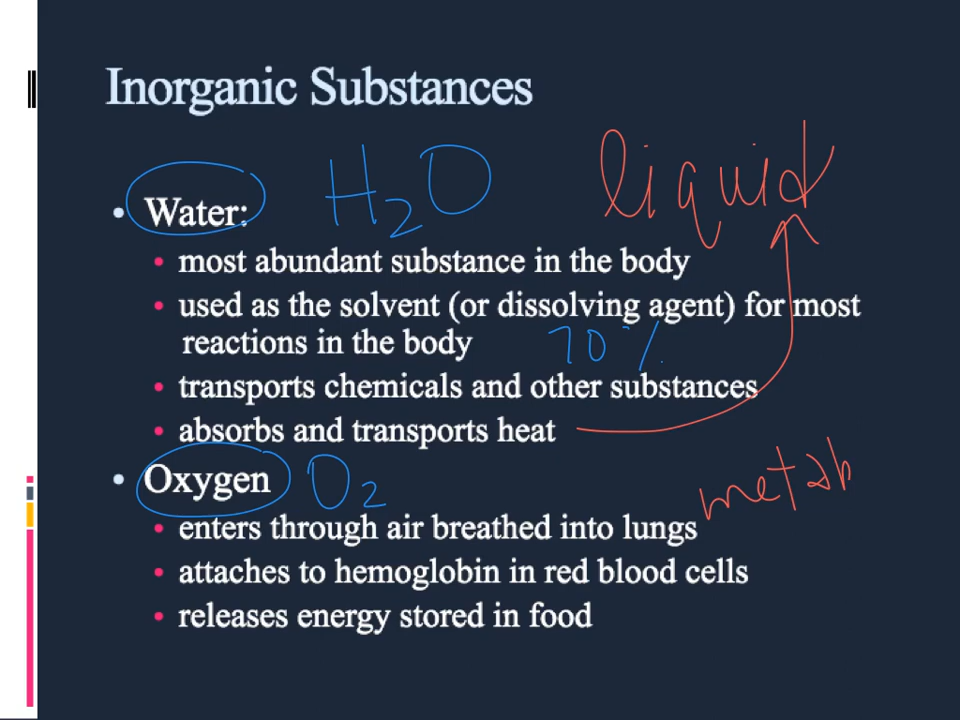 Inorganic Substances
• Water: H₂O liquid
• most abundant substance in the body
• used as the solvent (or dissolving agent) for most
reactions in the body 70%
• transports chemicals and other substances
• absorbs and transports heat
• Oxygen O₂ metab
• enters through air breathed into lungs
• attaches to hemoglobin in red blood cells
• releases energy stored in food